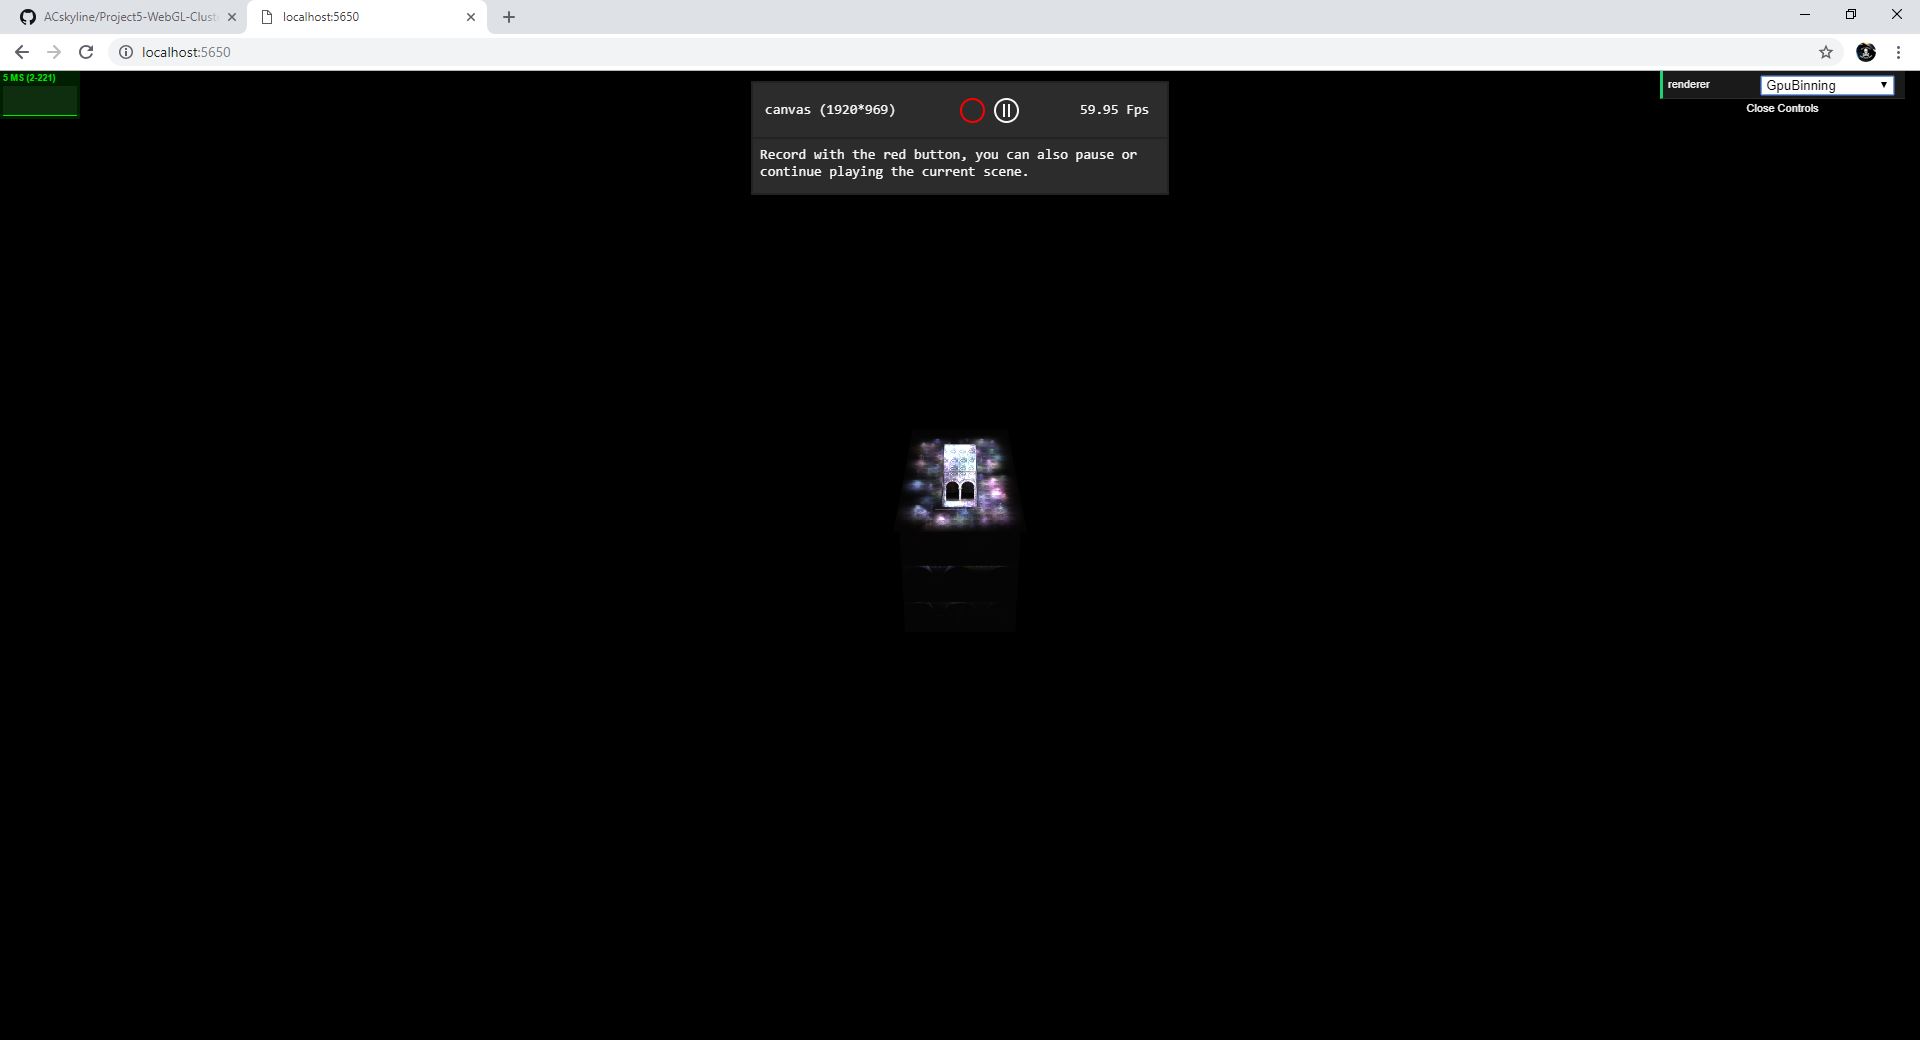 ACskyline/Project5-WebGL-Clust
localhost:5650
localhost:5650
5 MS (2-221)
canvas (1920*969)
59.95 Fps
Record with the red button, you can also pause or
continue playing the current scene.
renderer
GpuBinning
Close Controls